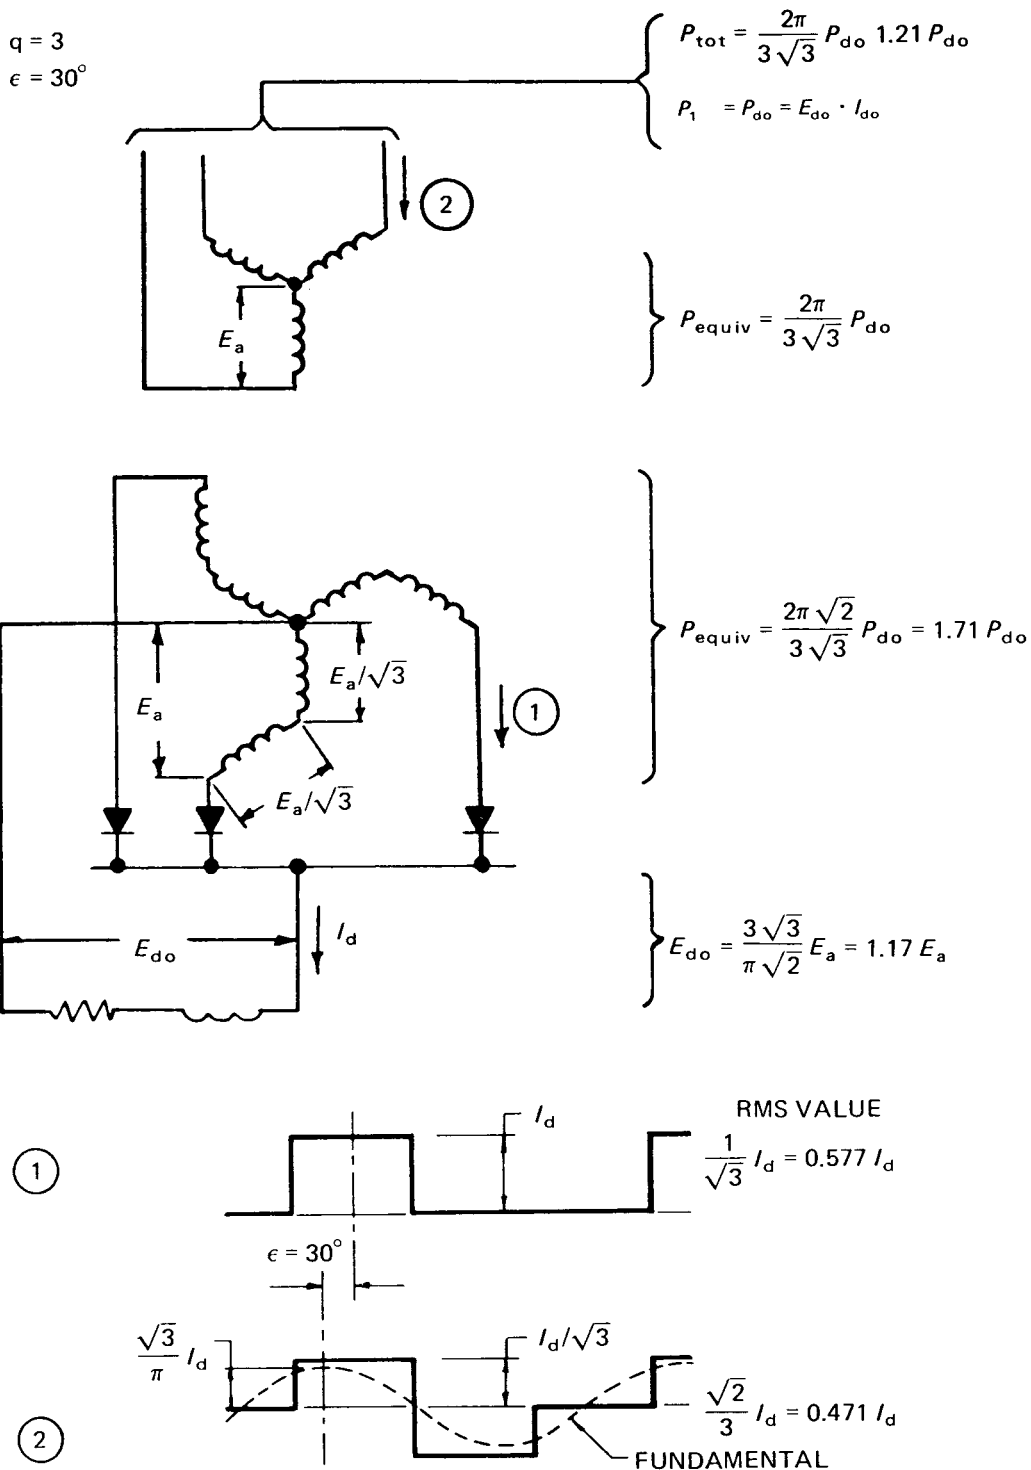 q = 3
ϵ = 30°
P_tot = 2π / 3√3 P_do 1.21 P_do
P_1 = P_do = E_do · I_do
2
E_a
P_equiv = 2π / 3√3 P_do
P_equiv = 2π√2 / 3√3 P_do = 1.71 P_do
E_a/√3
E_a
1
E_a/√3
I_d
E_do
E_do = 3√3 / π√2 E_a = 1.17 E_a
RMS VALUE
I_d
1
1/√3 I_d = 0.577 I_d
ϵ = 30°
√3/π I_d
I_d/√3
√2/3 I_d = 0.471 I_d
2
FUNDAMENTAL